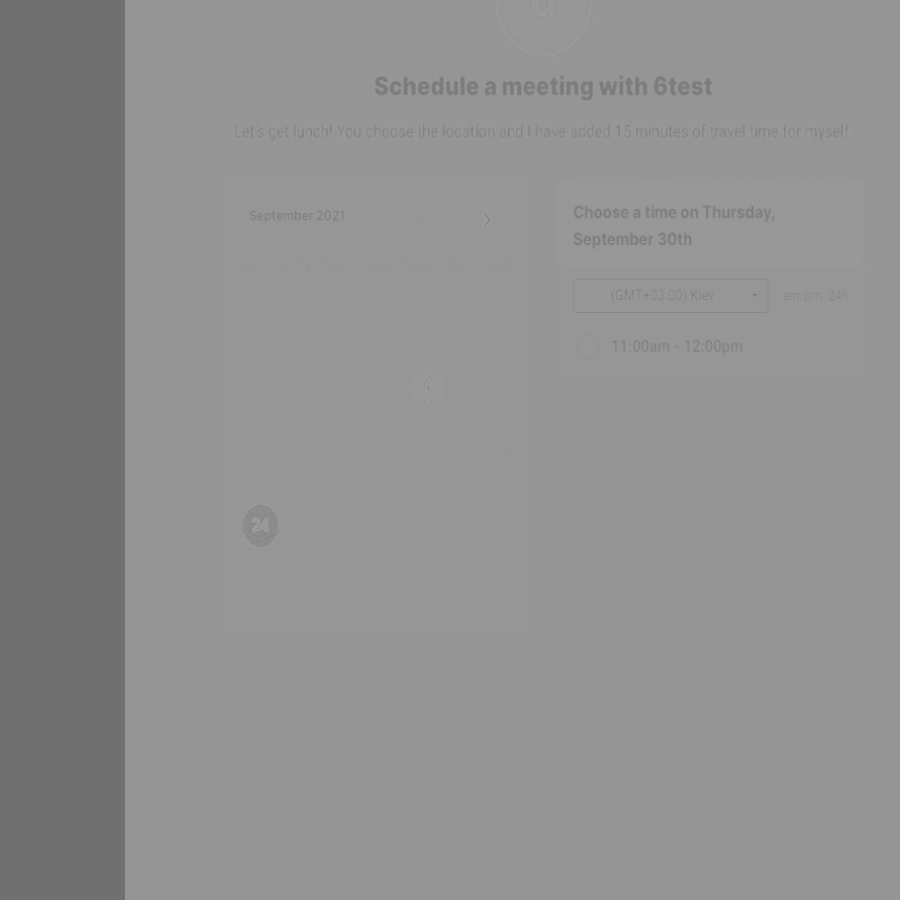 Schedule a meeting with 6test
Let's get lunch! You choose the location and I have added 15 minutes of travel time for myself.
September 2021
24
Choose a time on Thursday,
September 30th
(GMT+03:00) Kiev
am/pm 24h
11:00am - 12:00pm